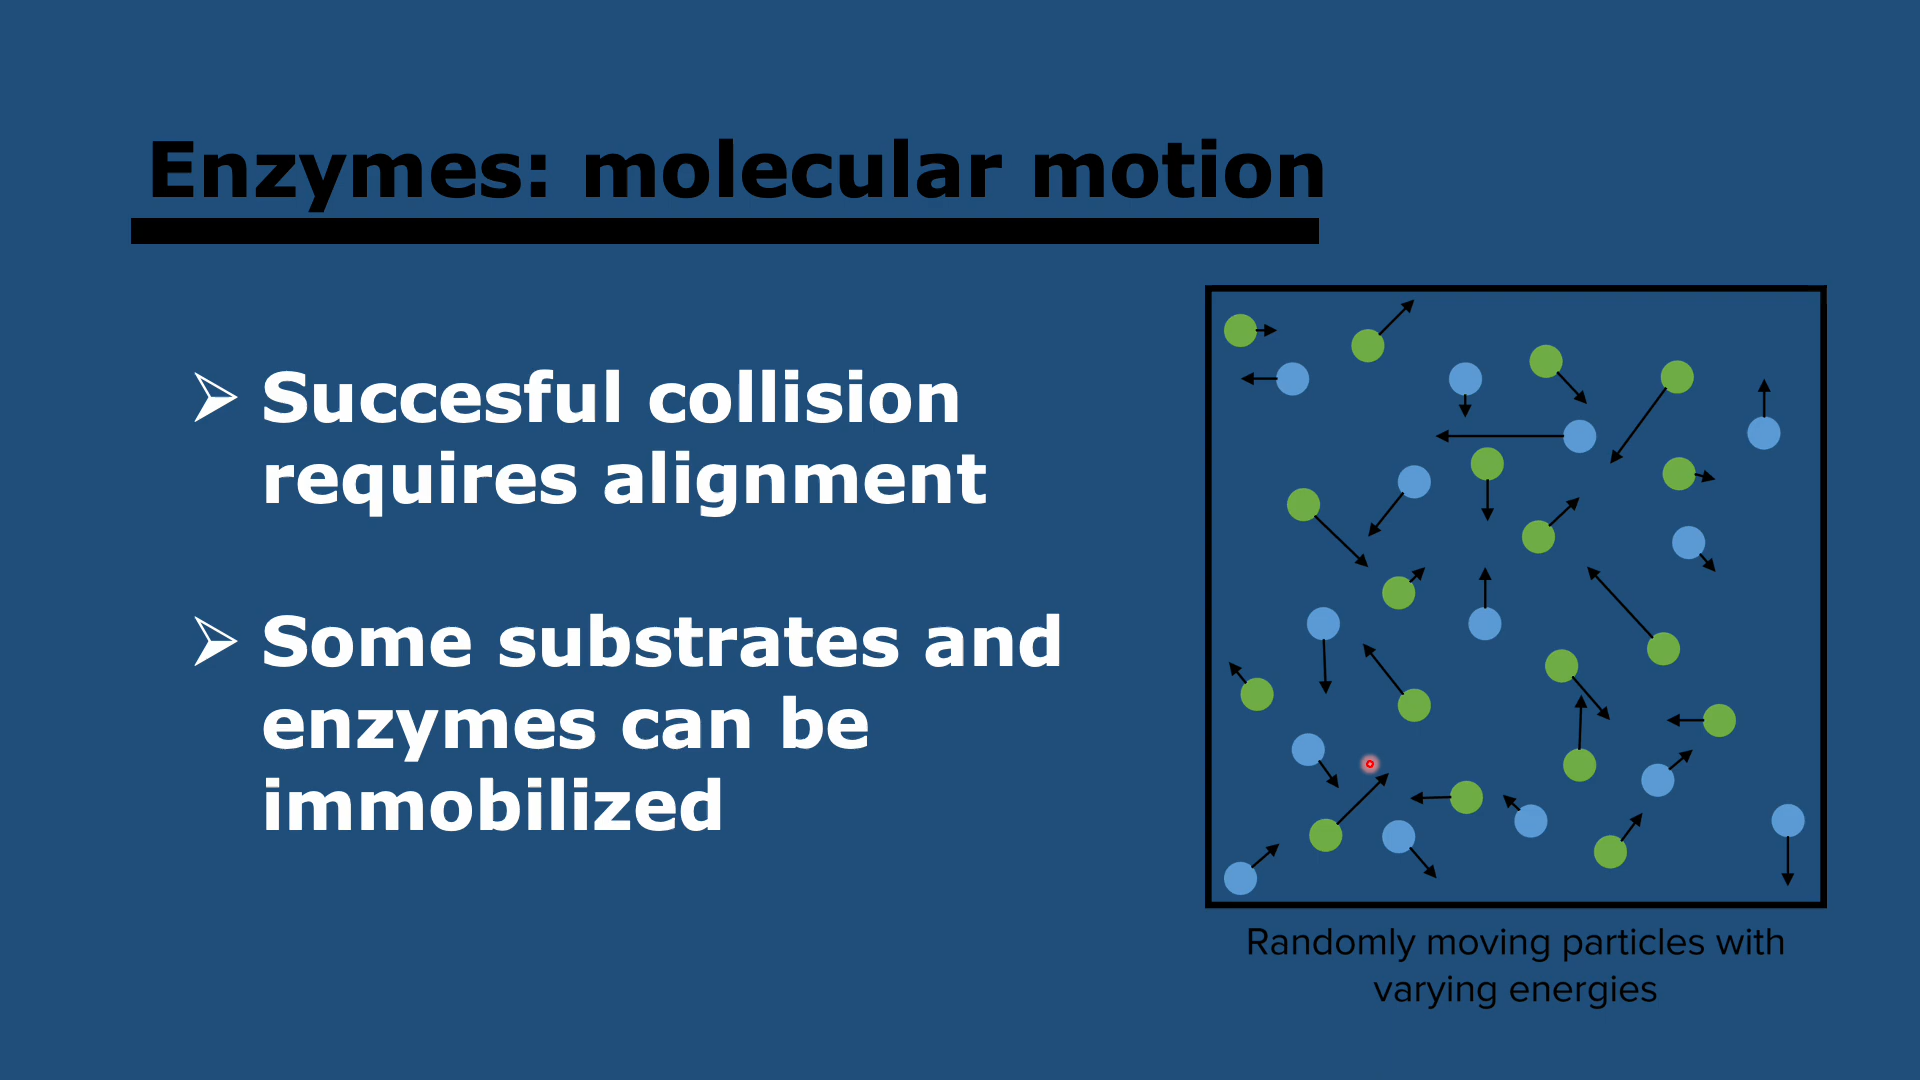 Enzymes: molecular motion
Succesful collision
requires alignment
Some substrates and
enzymes can be
immobilized
Randomly moving particles with
varying energies